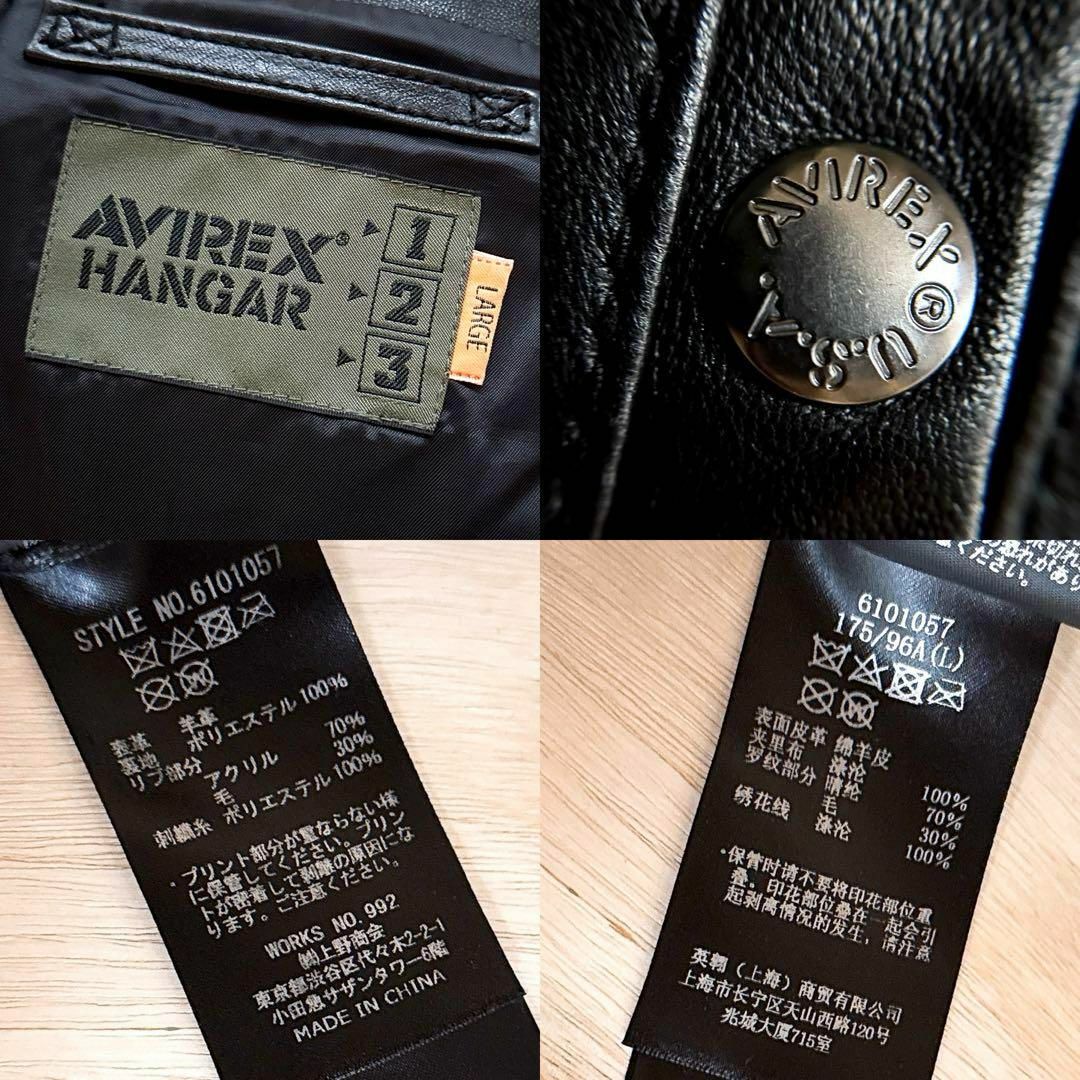 AVIREX®
HANGAR
1
2
3
LARGE
AVIREX® U.S.A.
STYLE NO.6101057
表革 羊革
裏地 ポリエステル 100%
リブ部分 アクリル 70%
毛 30%
刺繍糸 ポリエステル 100%
・プリント部分が重ならない様
に保管してください。プリン
トが密着して剥離の原因にな
ります。ご注意ください。
WORKS NO.992
㈱上野商会
東京都渋谷区代々木2-2-1
小田急サザンタワー6階
MADE IN CHINA
ください。
6101057
175/96A(L)
表面皮革 绵羊皮
夹里布 涤沦 100%
罗纹部分 腈纶 70%
毛 30%
绣花线 涤沦 100%
・保管时请不要将印花部位重
叠。印花部位叠在一起会引
起剥离情况的发生，请注意
(上海) 商贸有限公司
上海市长宁区天山西路120号
兆城大厦715室